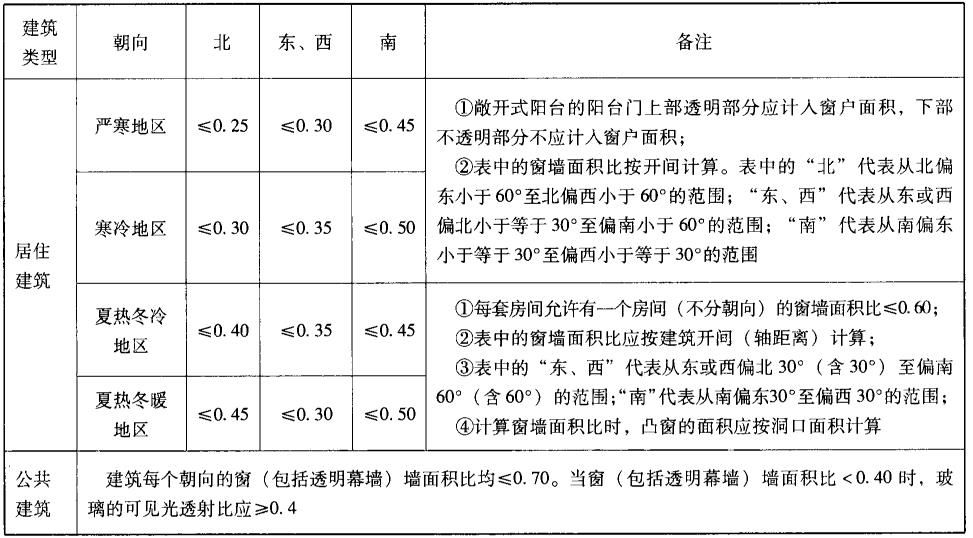 建筑类型 朝向 北 东、西 南 备注
居住建筑
严寒地区 ≤0.25 ≤0.30 ≤0.45
寒冷地区 ≤0.30 ≤0.35 ≤0.50
①敞开式阳台的阳台门上部透明部分应计入窗户面积，下部
不透明部分不应计入窗户面积；
②表中的窗墙面积比按开间计算。表中的“北”代表从北偏
东小于60°至北偏西小于60°的范围；“东、西”代表从东或西
偏北小于等于30°至偏南小于60°的范围；“南”代表从南偏东
小于等于30°至偏西小于等于30°的范围
夏热冬冷
地区 ≤0.40 ≤0.35 ≤0.45
夏热冬暖
地区 ≤0.45 ≤0.30 ≤0.50
①每套房间允许有一个房间（不分朝向）的窗墙面积比≤0.60；
②表中的窗墙面积比应按建筑开间（轴距离）计算；
③表中的“东、西”代表从东或西偏北30°（含30°）至偏南
60°（含60°）的范围；“南”代表从南偏东30°至偏西30°的范围；
④计算窗墙面积比时，凸窗的面积应按洞口面积计算
公共
建筑
建筑每个朝向的窗（包括透明幕墙）墙面积比均≤0.70。当窗（包括透明幕墙）墙面积比<0.40时，玻
璃的可见光透射比应≥0.4